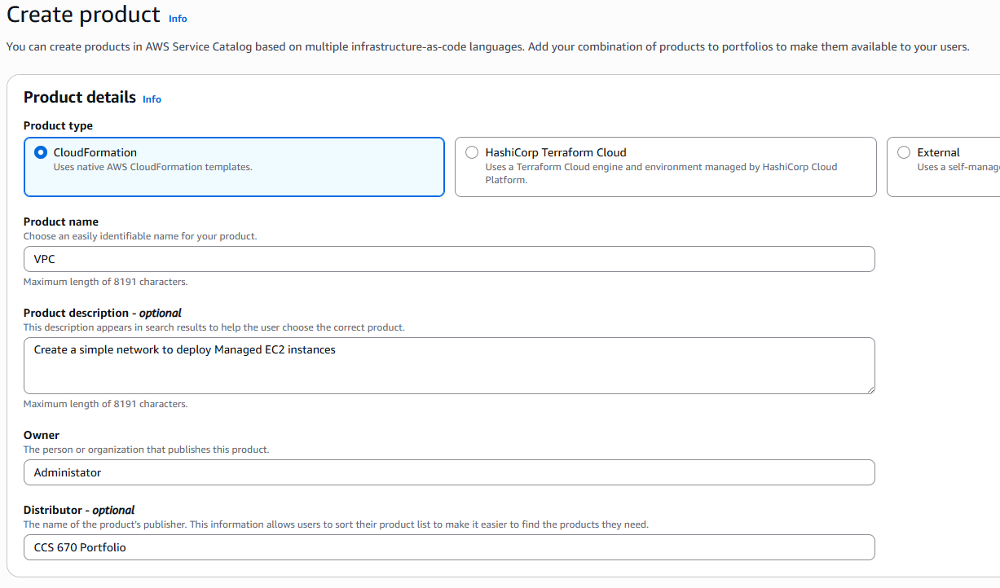 Create product Info
You can create products in AWS Service Catalog based on multiple infrastructure-as-code languages. Add your combination of products to portfolios to make them available to your users.
Product details Info
Product type
CloudFormation
Uses native AWS CloudFormation templates.
HashiCorp Terraform Cloud
Uses a Terraform Cloud engine and environment managed by HashiCorp Cloud
Platform.
External
Uses a self-manag
Product name
Choose an easily identifiable name for your product.
VPC
Maximum length of 8191 characters.
Product description - optional
This description appears in search results to help the user choose the correct product.
Create a simple network to deploy Managed EC2 instances
Maximum length of 8191 characters.
Owner
The person or organization that publishes this product.
Administator
Distributor - optional
The name of the product's publisher. This information allows users to sort their product list to make it easier to find the products they need.
CCS 670 Portfolio